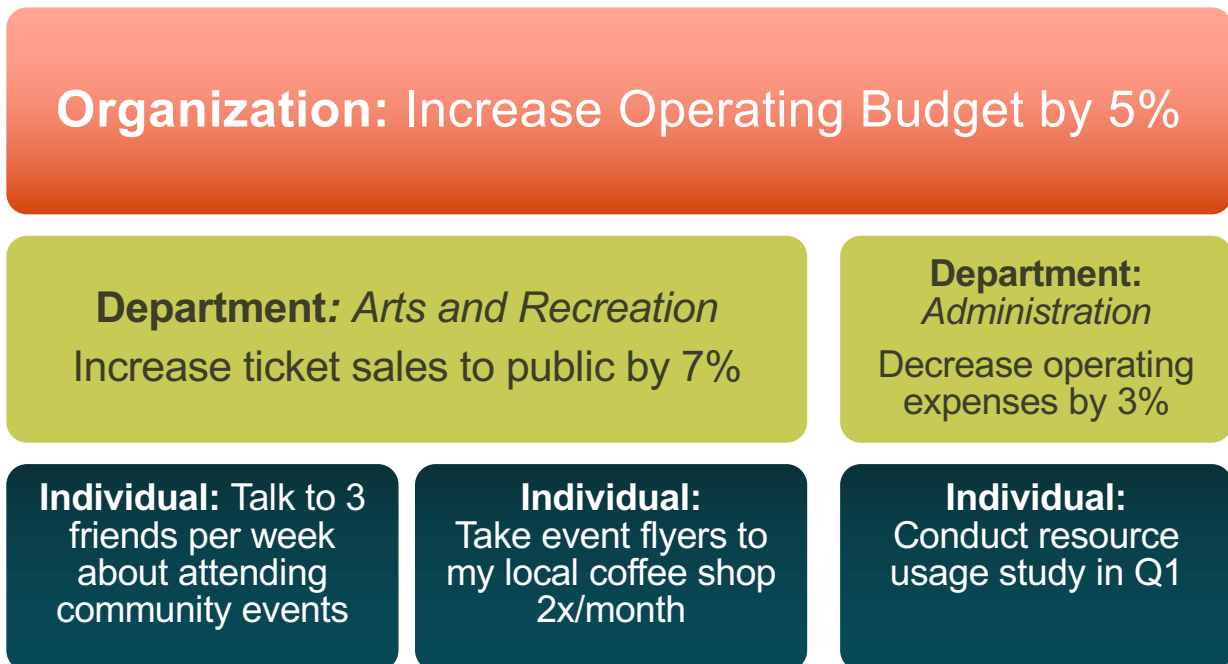 Organization: Increase Operating Budget by 5%
Department: Arts and Recreation
Increase ticket sales to public by 7%
Department:
Administration
Decrease operating
expenses by 3%
Individual: Talk to 3
friends per week
about attending
community events
Individual:
Take event flyers to
my local coffee shop
2x/month
Individual:
Conduct resource
usage study in Q1